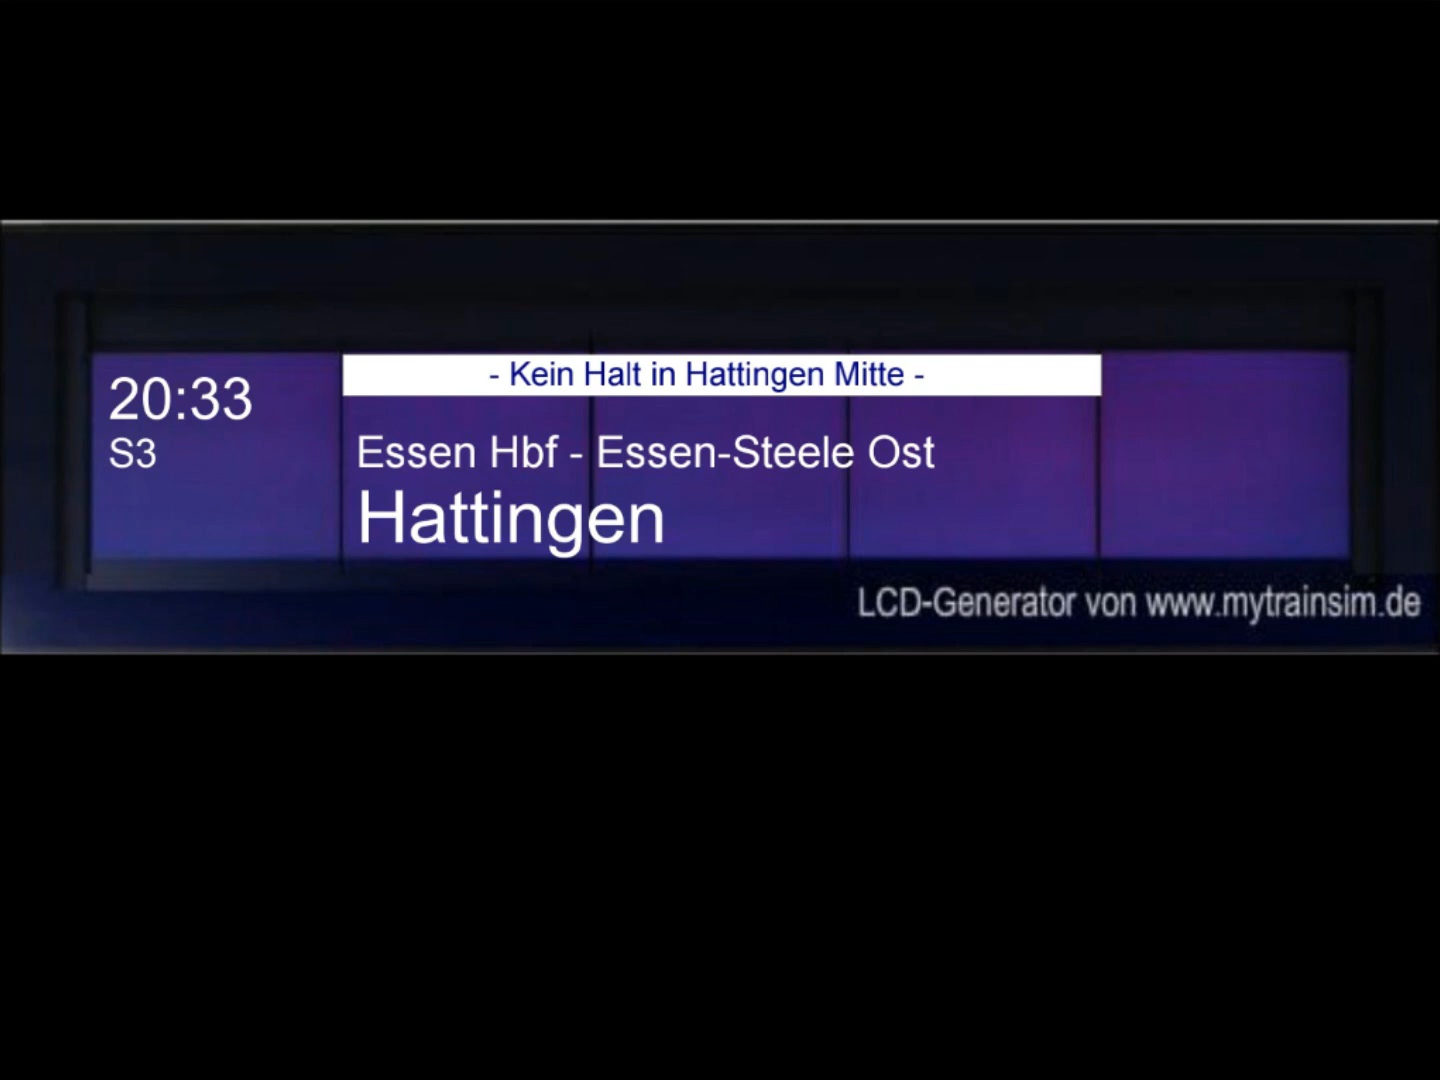 20:33
S3
- Kein Halt in Hattingen Mitte -
Essen Hbf - Essen-Steele Ost
Hattingen
LCD-Generator von www.mytrainsim.de